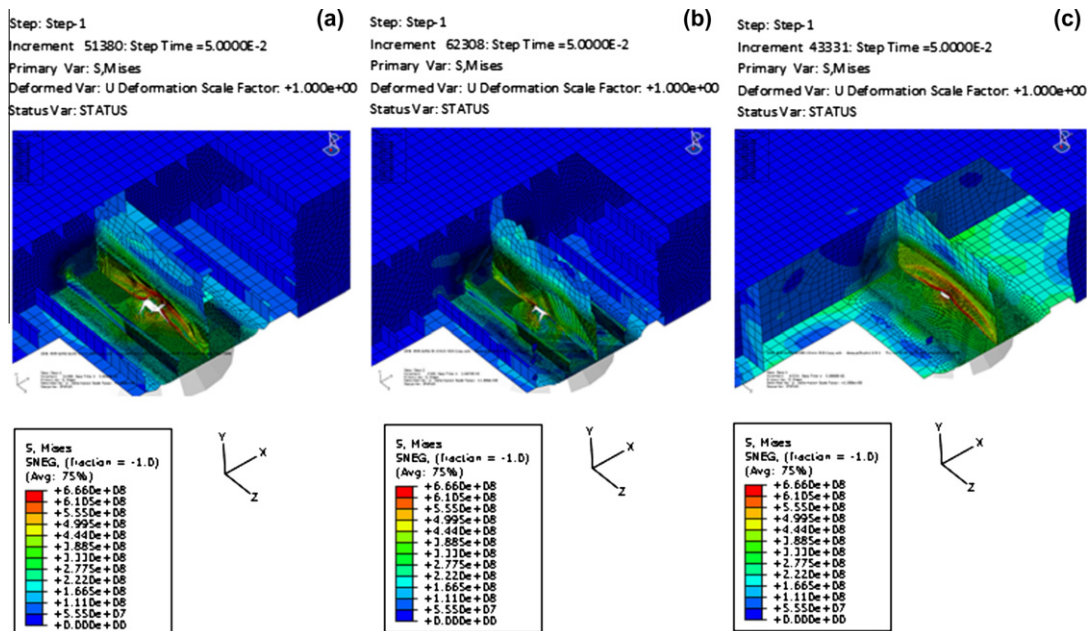 Step: Step-1
(a)
Increment 51380: Step Time =5.0000E-2
Primary Var: S,Mises
Deformed Var: U Deformation Scale Factor: +1.000e+00
Status Var: STATUS
Y
X
Z
S, Mises
SNEG, (fraction = -1.0)
(Avg: 75%)
+6.660e+08
+6.105e+08
+5.550e+08
+4.995e+08
+4.440e+08
+3.885e+08
+3.330e+08
+2.775e+08
+2.220e+08
+1.665e+08
+1.110e+08
+5.550e+07
+0.000e+00
Step: Step-1
(b)
Increment 62308: Step Time =5.0000E-2
Primary Var: S,Mises
Deformed Var: U Deformation Scale Factor: +1.000e+00
Status Var: STATUS
Y
X
Z
S, Mises
SNEG, (fraction = -1.0)
(Avg: 75%)
+6.660e+08
+6.105e+08
+5.550e+08
+4.995e+08
+4.440e+08
+3.885e+08
+3.330e+08
+2.775e+08
+2.220e+08
+1.665e+08
+1.110e+08
+5.550e+07
+0.000e+00
Step: Step-1
(c)
Increment 43331: Step Time =5.0000E-2
Primary Var: S,Mises
Deformed Var: U Deformation Scale Factor: +1.000e+00
Status Var: STATUS
Y
X
Z
S, Mises
SNEG, (fraction = -1.0)
(Avg: 75%)
+6.660e+08
+6.105e+08
+5.550e+08
+4.995e+08
+4.440e+08
+3.885e+08
+3.330e+08
+2.775e+08
+2.220e+08
+1.665e+08
+1.110e+08
+5.550e+07
+0.000e+00